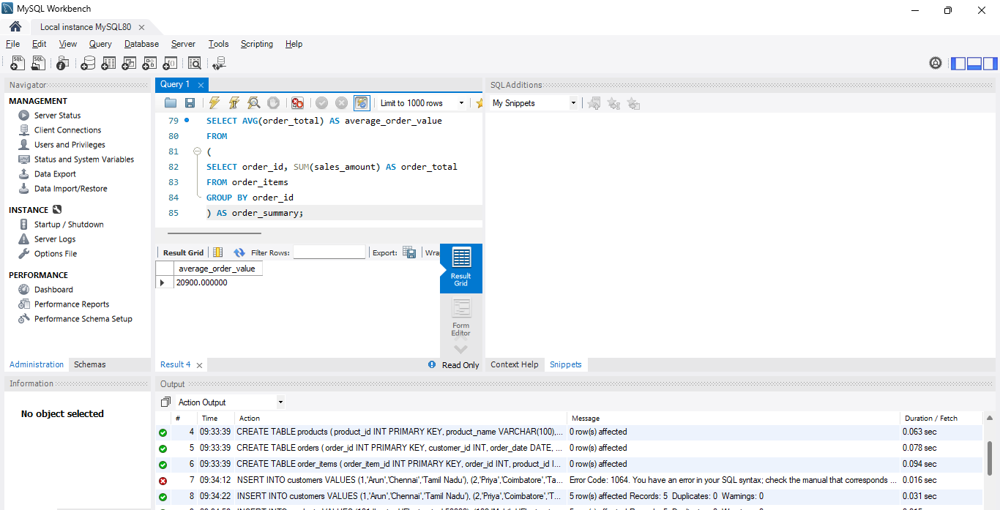 MySQL Workbench
Local instance MySQL80
File Edit View Query Database Server Tools Scripting Help
Navigator
MANAGEMENT
Server Status
Client Connections
Users and Privileges
Status and System Variables
Data Export
Data Import/Restore
INSTANCE
Startup / Shutdown
Server Logs
Options File
PERFORMANCE
Dashboard
Performance Reports
Performance Schema Setup
Administration Schemas
Information
No object selected
Query 1
Limit to 1000 rows
79 SELECT AVG(order_total) AS average_order_value
80 FROM
81 (
82 SELECT order_id, SUM(sales_amount) AS order_total
83 FROM order_items
84 GROUP BY order_id
85 ) AS order_summary;
Result Grid Filter Rows: Export: Wra
average_order_value
20900.000000
Result
Grid
Form
Editor
Result 4 Read Only
SQLAdditions
My Snippets
Context Help Snippets
Output
Action Output
# Time Action Message Duration / Fetch
4 09:33:39 CREATE TABLE products ( product_id INT PRIMARY KEY, product_name VARCHAR(100),... 0 row(s) affected 0.063 sec
5 09:33:39 CREATE TABLE orders ( order_id INT PRIMARY KEY, customer_id INT, order_date DATE, ... 0 row(s) affected 0.078 sec
6 09:33:39 CREATE TABLE order_items ( order_item_id INT PRIMARY KEY, order_id INT, product_id I... 0 row(s) affected 0.094 sec
7 09:34:12 NSERT INTO customers VALUES (1,'Arun','Chennai','Tamil Nadu'), (2,'Priya','Coimbatore','Ta... Error Code: 1064. You have an error in your SQL syntax; check the manual that corresponds ... 0.016 sec
8 09:34:22 INSERT INTO customers VALUES (1,'Arun','Chennai','Tamil Nadu'), (2,'Priya','Coimbatore','T... 5 row(s) affected Records: 5 Duplicates: 0 Warnings: 0 0.031 sec